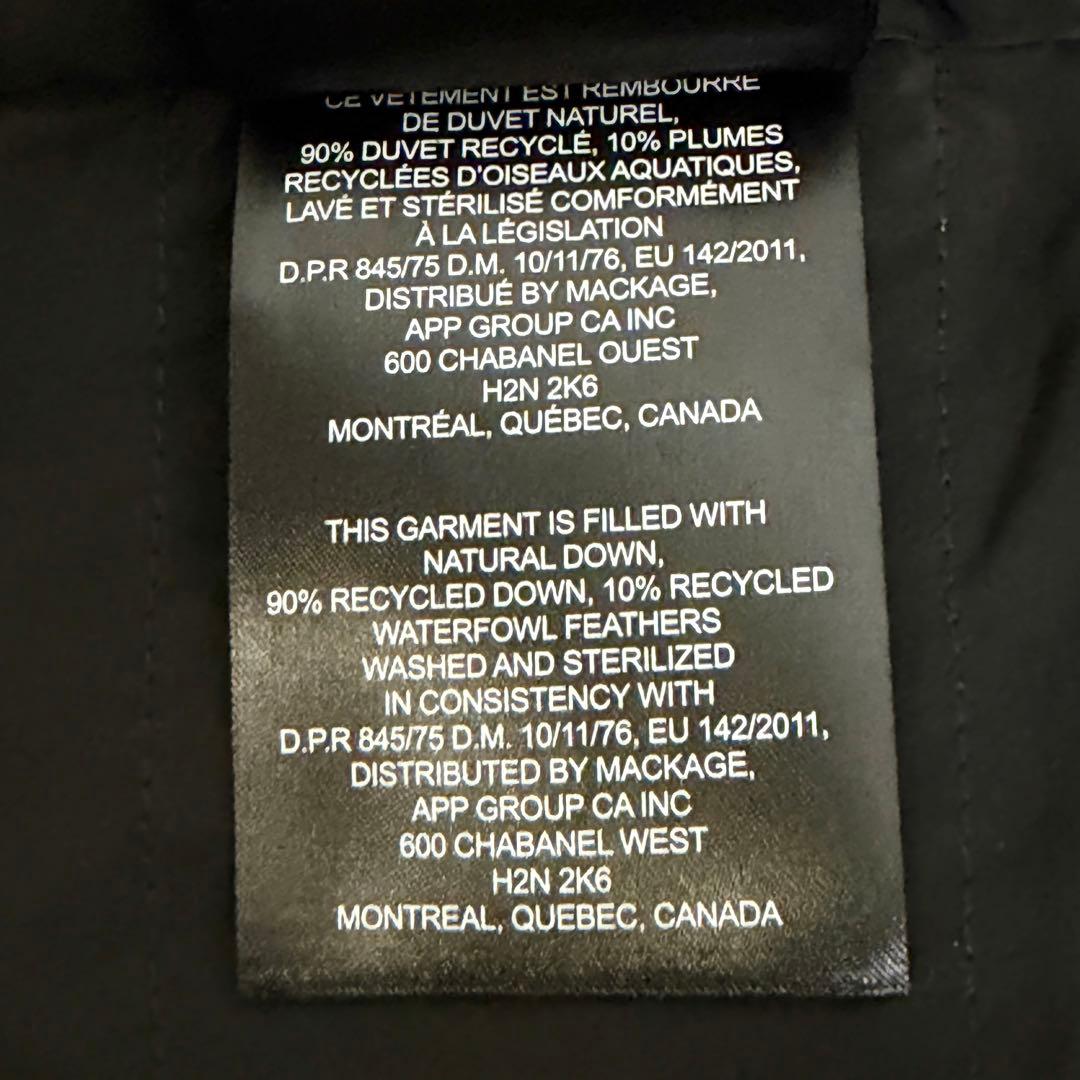 CE VÊTEMENT EST REMBOURRÉ
DE DUVET NATUREL,
90% DUVET RECYCLÉ, 10% PLUMES
RECYCLÉES D'OISEAUX AQUATIQUES,
LAVÉ ET STÉRILISÉ COMFORMÉMENT
À LA LÉGISLATION
D.P.R 845/75 D.M. 10/11/76, EU 142/2011,
DISTRIBUÉ BY MACKAGE,
APP GROUP CA INC
600 CHABANEL OUEST
H2N 2K6
MONTRÉAL, QUÉBEC, CANADA
THIS GARMENT IS FILLED WITH
NATURAL DOWN,
90% RECYCLED DOWN, 10% RECYCLED
WATERFOWL FEATHERS
WASHED AND STERILIZED
IN CONSISTENCY WITH
D.P.R 845/75 D.M. 10/11/76, EU 142/2011,
DISTRIBUTED BY MACKAGE,
APP GROUP CA INC
600 CHABANEL WEST
H2N 2K6
MONTREAL, QUEBEC, CANADA